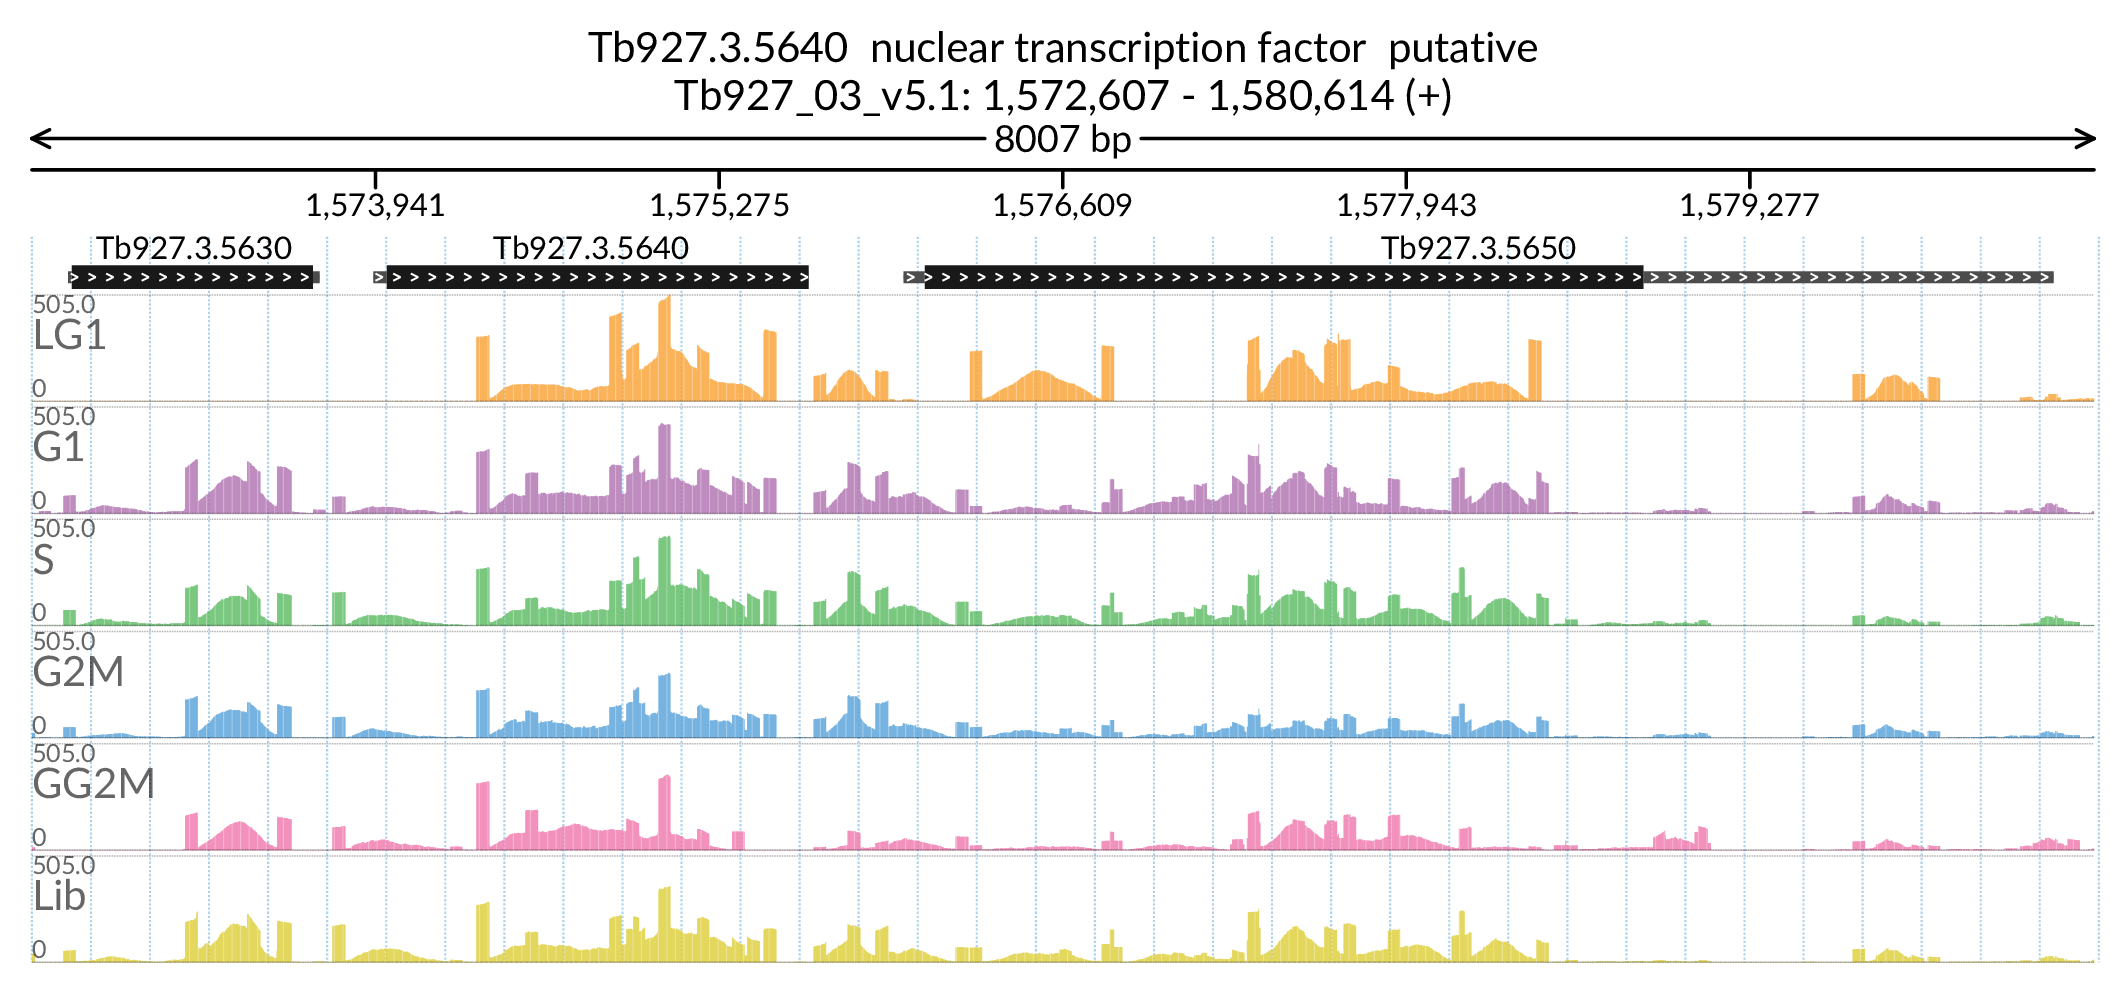 Tb927.3.5640 nuclear transcription factor putative
Tb927_03_v5.1: 1,572,607 - 1,580,614 (+)
8007 bp
1,573,941 1,575,275 1,576,609 1,577,943 1,579,277
Tb927.3.5630 Tb927.3.5640 Tb927.3.5650
505.0
LG1
0
505.0
G1
0
505.0
S
0
505.0
G2M
0
505.0
GG2M
0
505.0
Lib
0